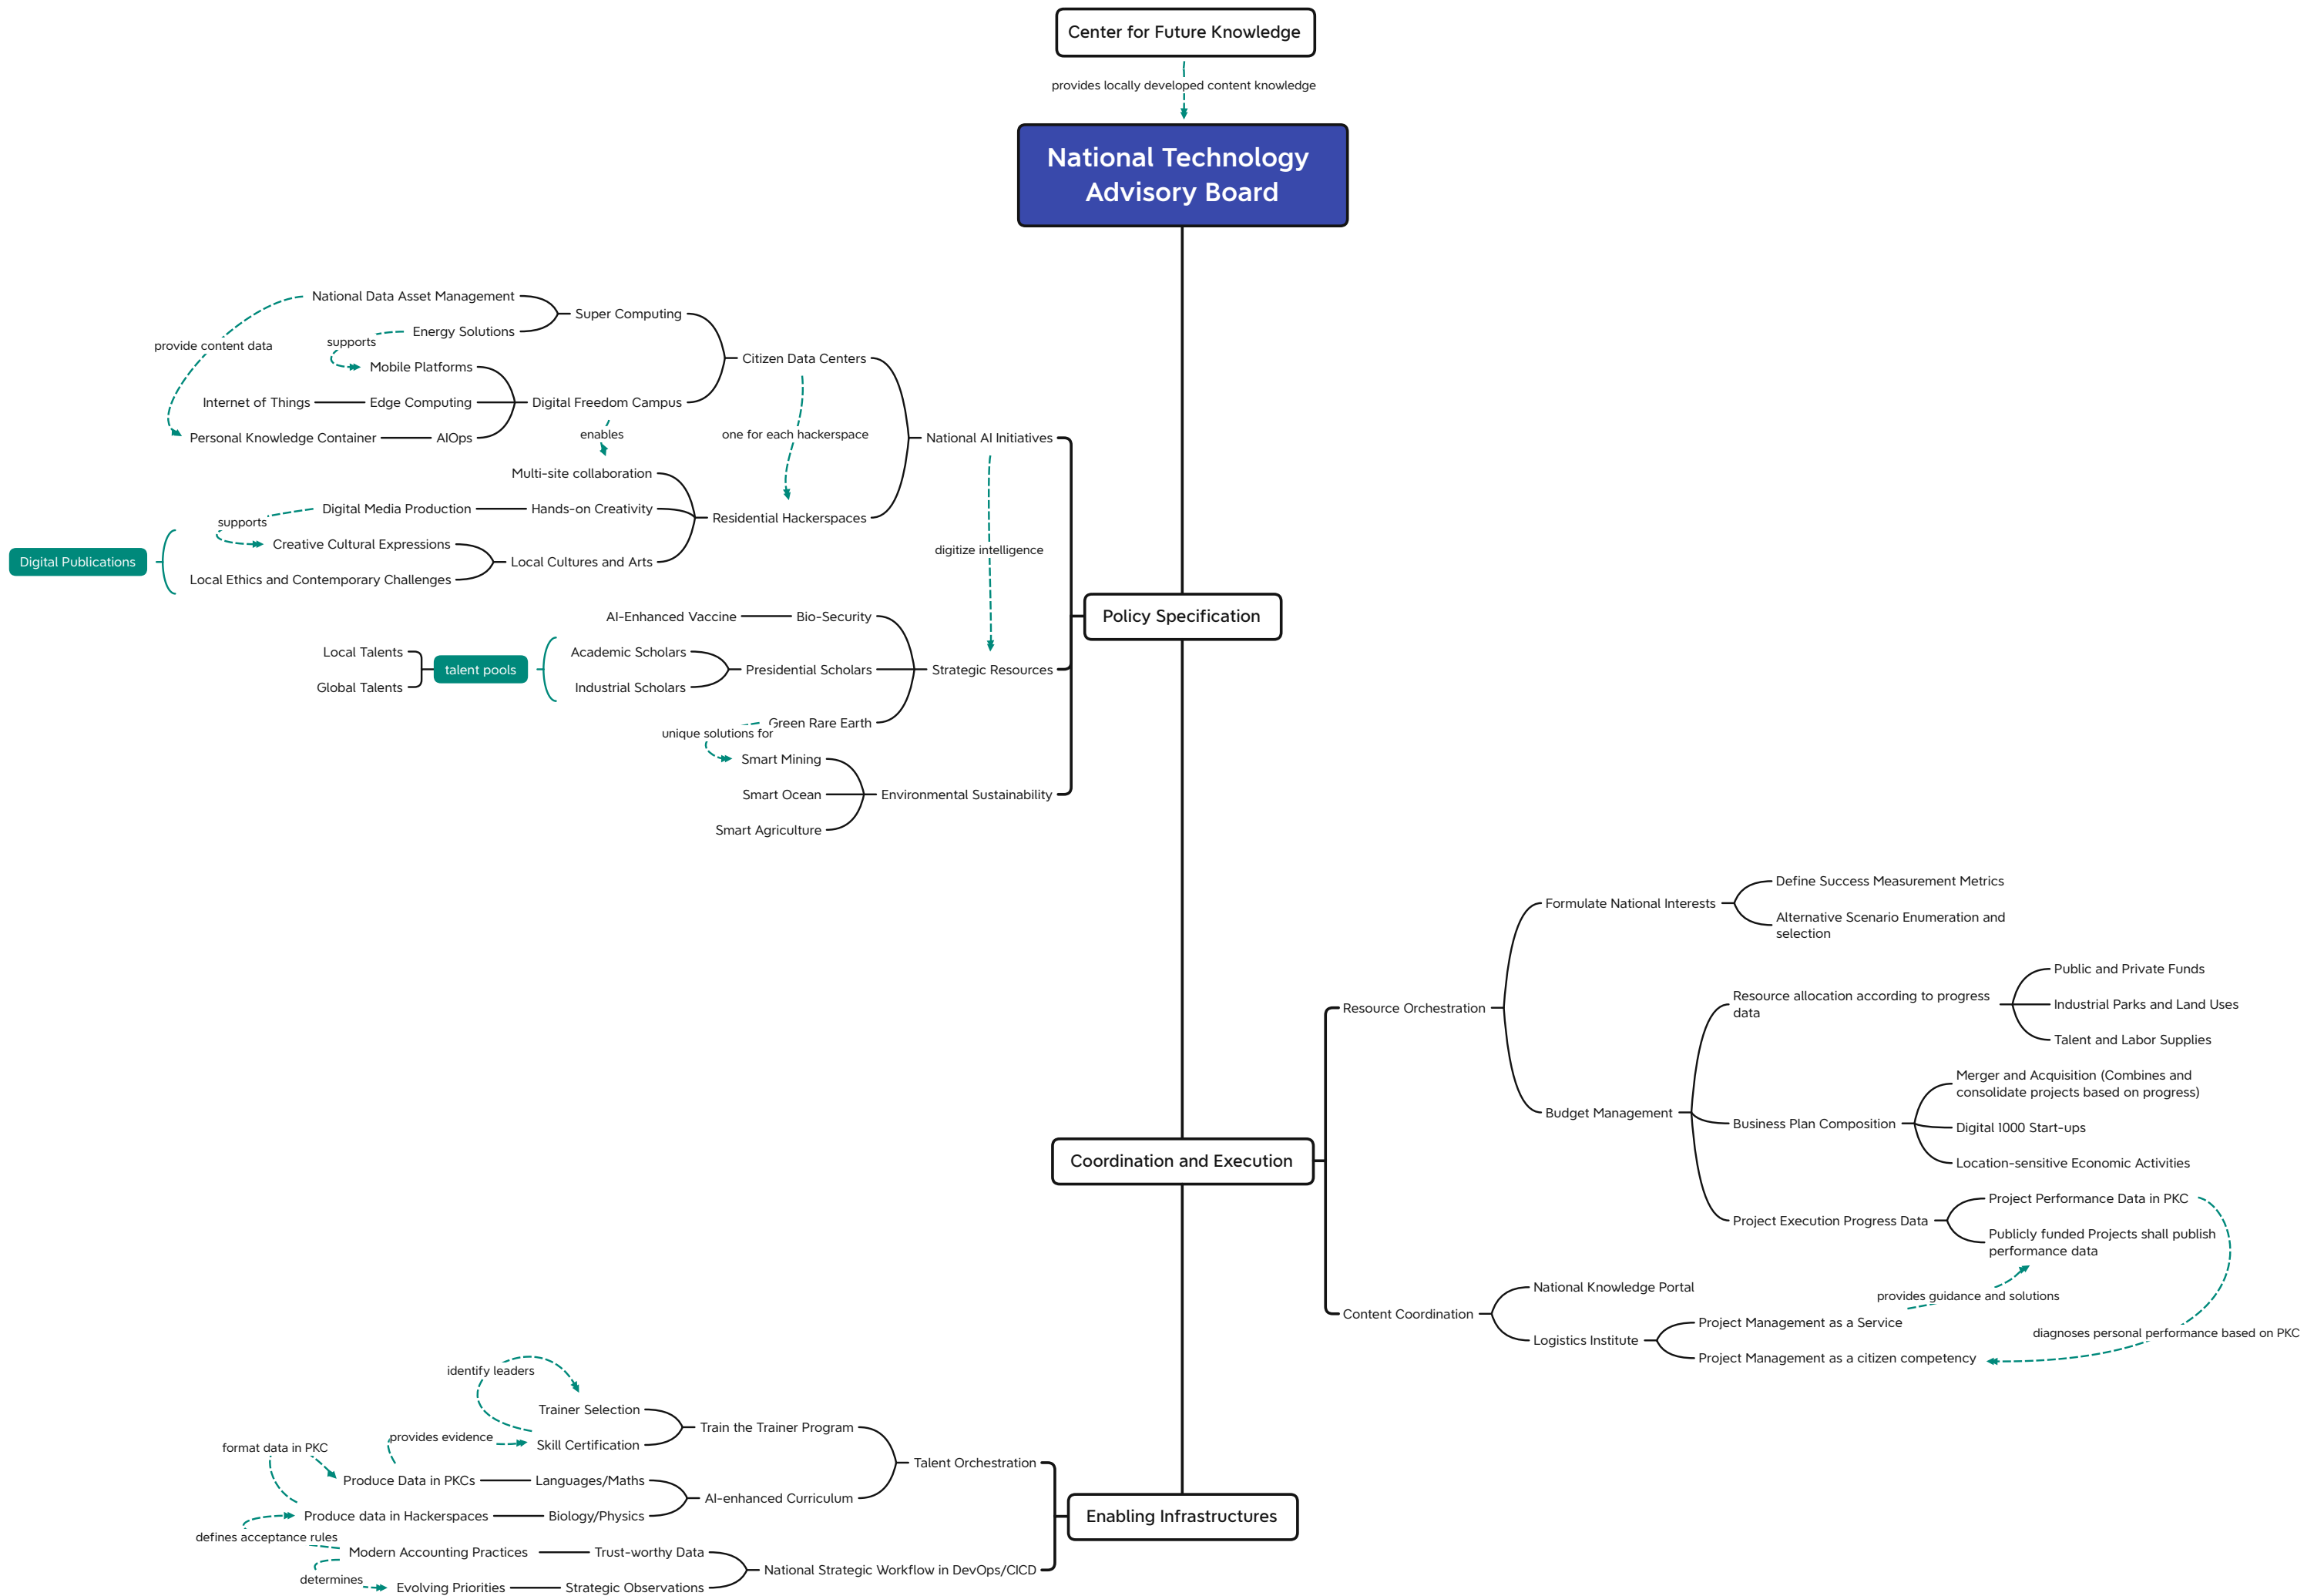 Center for Future Knowledge
provides locally developed content knowledge
National Technology
Advisory Board
National Data Asset Management
Super Computing
Energy Solutions
provide content data
supports
Citizen Data Centers
Mobile Platforms
Internet of Things
Edge Computing
Digital Freedom Campus
Personal Knowledge Container
AIOps
enables
one for each hackerspace
National AI Initiatives
Multi-site collaboration
Digital Media Production
Hands-on Creativity
Residential Hackerspaces
supports
Creative Cultural Expressions
digitize intelligence
Digital Publications
Local Cultures and Arts
Local Ethics and Contemporary Challenges
Policy Specification
AI-Enhanced Vaccine
Bio-Security
Local Talents
Academic Scholars
talent pools
Presidential Scholars
Strategic Resources
Global Talents
Industrial Scholars
Green Rare Earth
unique solutions for
Smart Mining
Smart Ocean
Environmental Sustainability
Smart Agriculture
Define Success Measurement Metrics
Formulate National Interests
Alternative Scenario Enumeration and
selection
Public and Private Funds
Resource allocation according to progress
data
Industrial Parks and Land Uses
Resource Orchestration
Talent and Labor Supplies
Merger and Acquisition (Combines and
consolidate projects based on progress)
Budget Management
Business Plan Composition
Digital 1000 Start-ups
Location-sensitive Economic Activities
Coordination and Execution
Project Performance Data in PKC
Project Execution Progress Data
Publicly funded Projects shall publish
performance data
National Knowledge Portal
provides guidance and solutions
Content Coordination
Project Management as a Service
Logistics Institute
diagnoses personal performance based on PKC
Project Management as a citizen competency
identify leaders
Trainer Selection
Train the Trainer Program
provides evidence
Skill Certification
format data in PKC
Talent Orchestration
Produce Data in PKCs
Languages/Maths
AI-enhanced Curriculum
Produce data in Hackerspaces
Biology/Physics
Enabling Infrastructures
defines acceptance rules
Modern Accounting Practices
Trust-worthy Data
National Strategic Workflow in DevOps/CICD
determines
Evolving Priorities
Strategic Observations